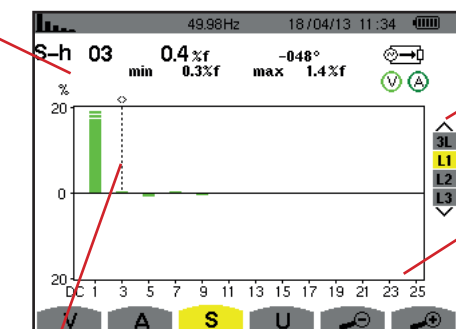 49.98Hz 18/04/13 11:34
S-h 03 0.4 %f -048°
min 0.3%f max 1.4 %f
V A
%
20
3L
L1
L2
L3
0
20
DC 1 3 5 7 9 11 13 15 17 19 21 23 25
V A S U